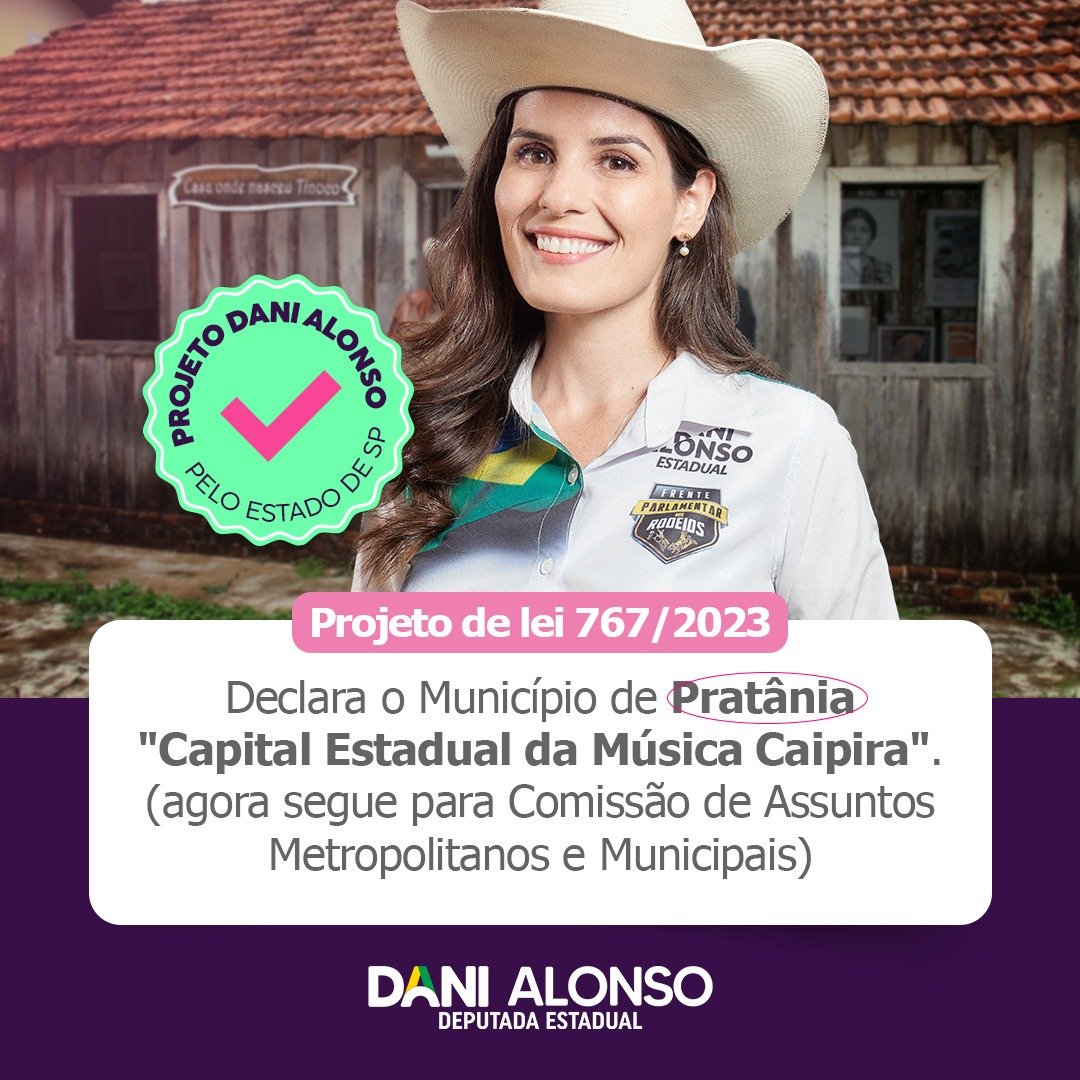 Casa onde nasceu Tinoco
PROJETO DANI ALONSO
PELO ESTADO DE SP
DANI
ALONSO
ESTADUAL
FRENTE
PARLAMENTAR
DOS
RODEIOS
Projeto de lei 767/2023
Declara o Município de Pratânia
"Capital Estadual da Música Caipira".
(agora segue para Comissão de Assuntos
Metropolitanos e Municipais)
DANI ALONSO
DEPUTADA ESTADUAL